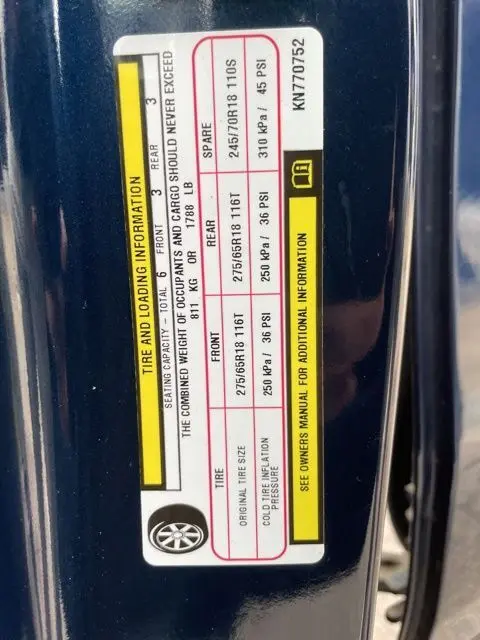 TIRE AND LOADING INFORMATION
SEATING CAPACITY - TOTAL 6 FRONT 3 REAR 3
THE COMBINED WEIGHT OF OCCUPANTS AND CARGO SHOULD NEVER EXCEED
811 KG OR 1788 LB
TIRE FRONT REAR SPARE
ORIGINAL TIRE SIZE 275/65R18 116T 275/65R18 116T 245/70R18 110S
COLD TIRE INFLATION
PRESSURE 250 kPa / 36 PSI 250 kPa / 36 PSI 310 kPa / 45 PSI
SEE OWNERS MANUAL FOR ADDITIONAL INFORMATION
KN770752